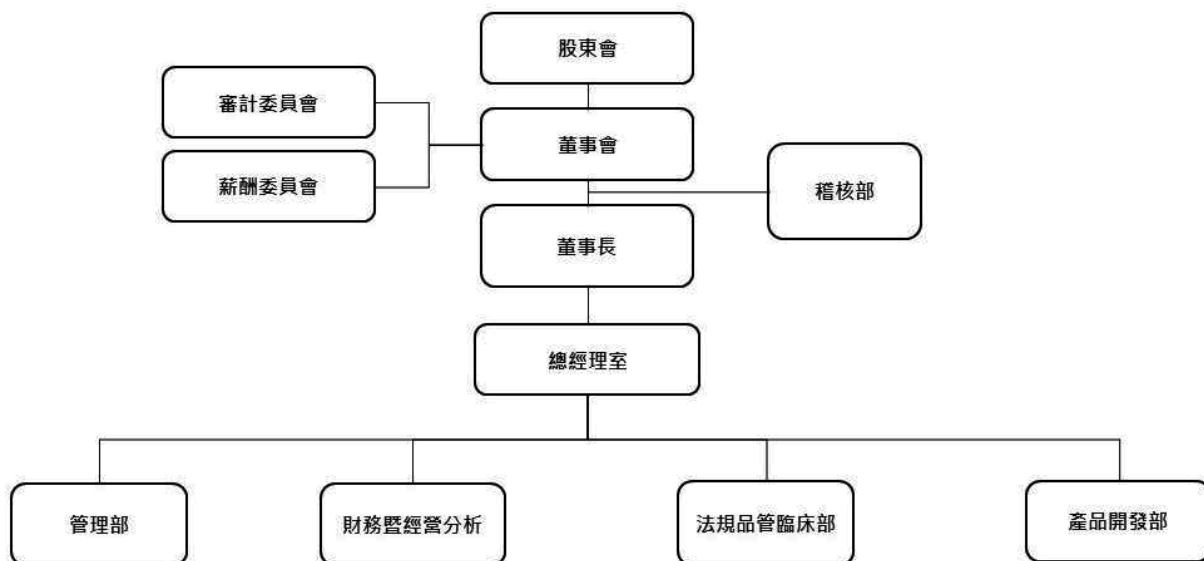 股東會
審計委員會
董事會
薪酬委員會
稽核部
董事長
總經理室
管理部
財務暨經營分析
法規品管臨床部
產品開發部